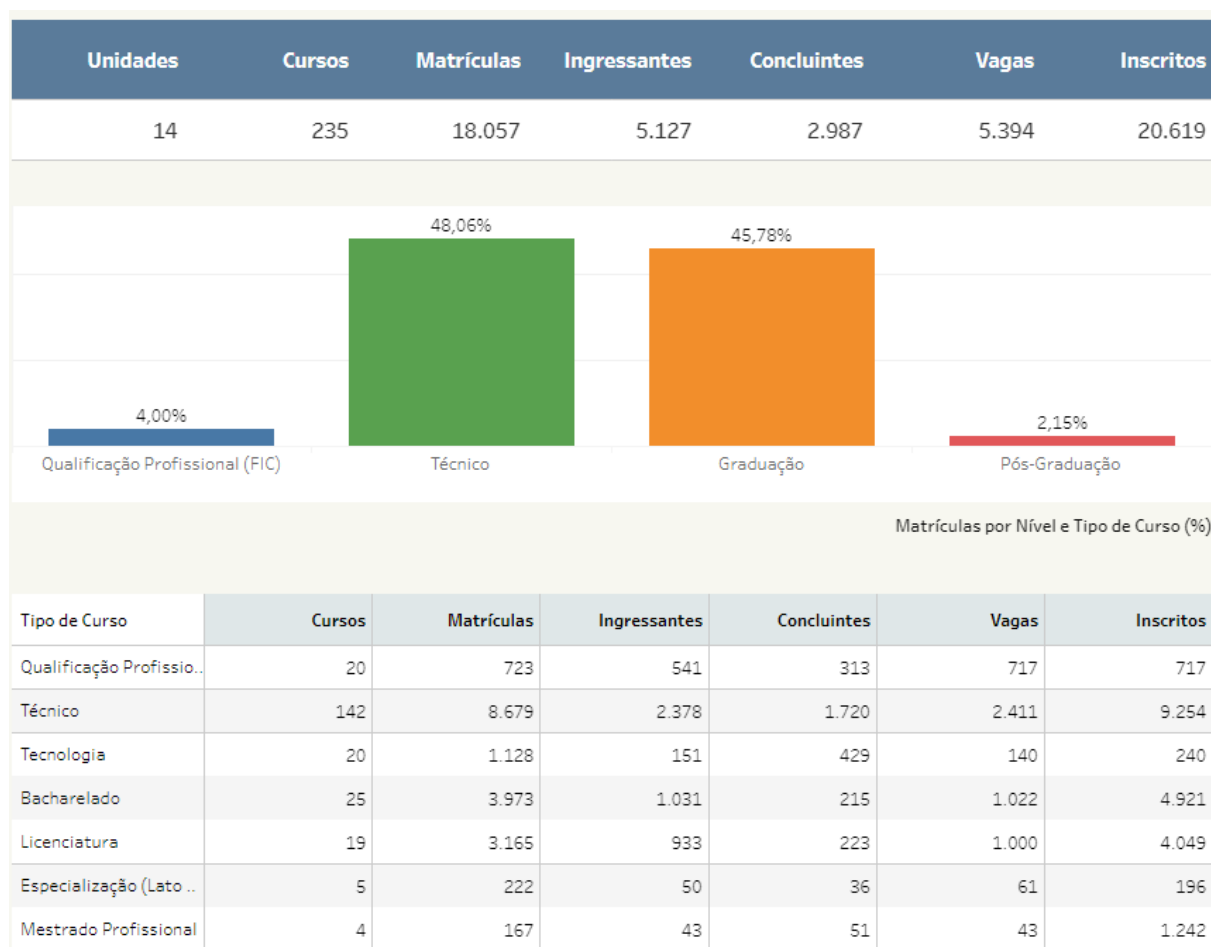 Unidades Cursos Matrículas Ingressantes Concluintes Vagas Inscritos
14 235 18.057 5.127 2.987 5.394 20.619
48,06%
45,78%
4,00%
2,15%
Qualificação Profissional (FIC) Técnico Graduação Pós-Graduação
Matrículas por Nível e Tipo de Curso (%)
Tipo de Curso Cursos Matrículas Ingressantes Concluintes Vagas Inscritos
Qualificação Profissio.. 20 723 541 313 717 717
Técnico 142 8.679 2.378 1.720 2.411 9.254
Tecnologia 20 1.128 151 429 140 240
Bacharelado 25 3.973 1.031 215 1.022 4.921
Licenciatura 19 3.165 933 223 1.000 4.049
Especialização (Lato .. 5 222 50 36 61 196
Mestrado Profissional 4 167 43 51 43 1.242